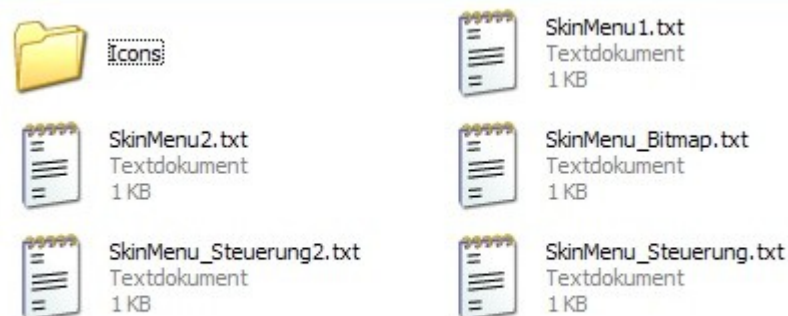 Icons
SkinMenu1.txt
Textdokument
1 KB
SkinMenu2.txt
Textdokument
1 KB
SkinMenu_Bitmap.txt
Textdokument
1 KB
SkinMenu_Steuerung2.txt
Textdokument
1 KB
SkinMenu_Steuerung.txt
Textdokument
1 KB